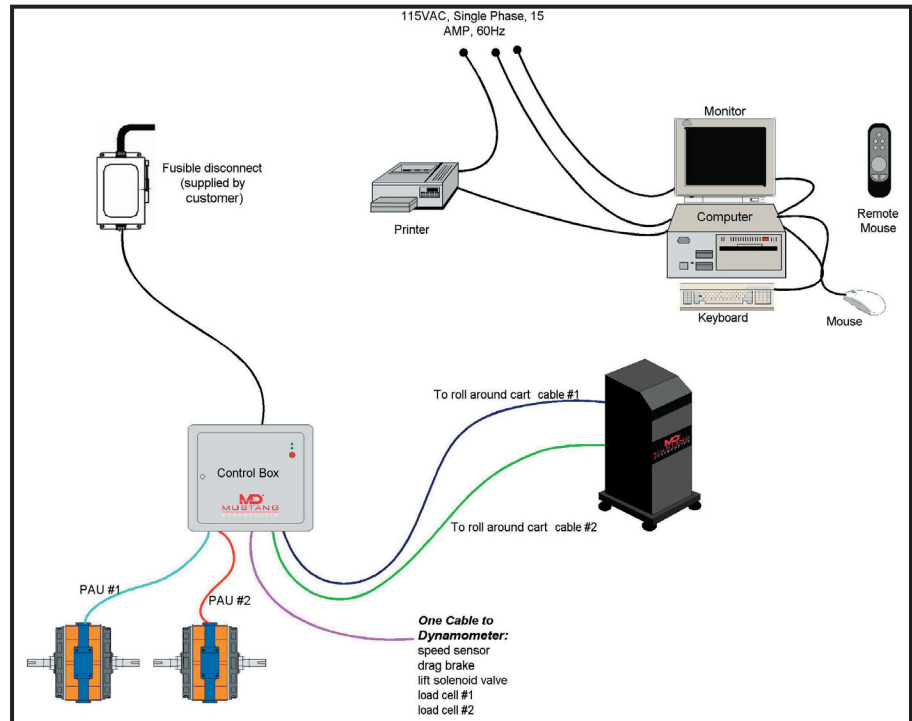 115VAC, Single Phase, 15
AMP, 60Hz
Monitor
Fusible disconnect
(supplied by
customer)
Printer
Computer
Remote
Mouse
Keyboard
Mouse
To roll around cart cable #1
Control Box
MD
MUSTANG
MD
To roll around cart cable #2
PAU #1
PAU #2
One Cable to
Dynamometer:
speed sensor
drag brake
lift solenoid valve
load cell #1
load cell #2